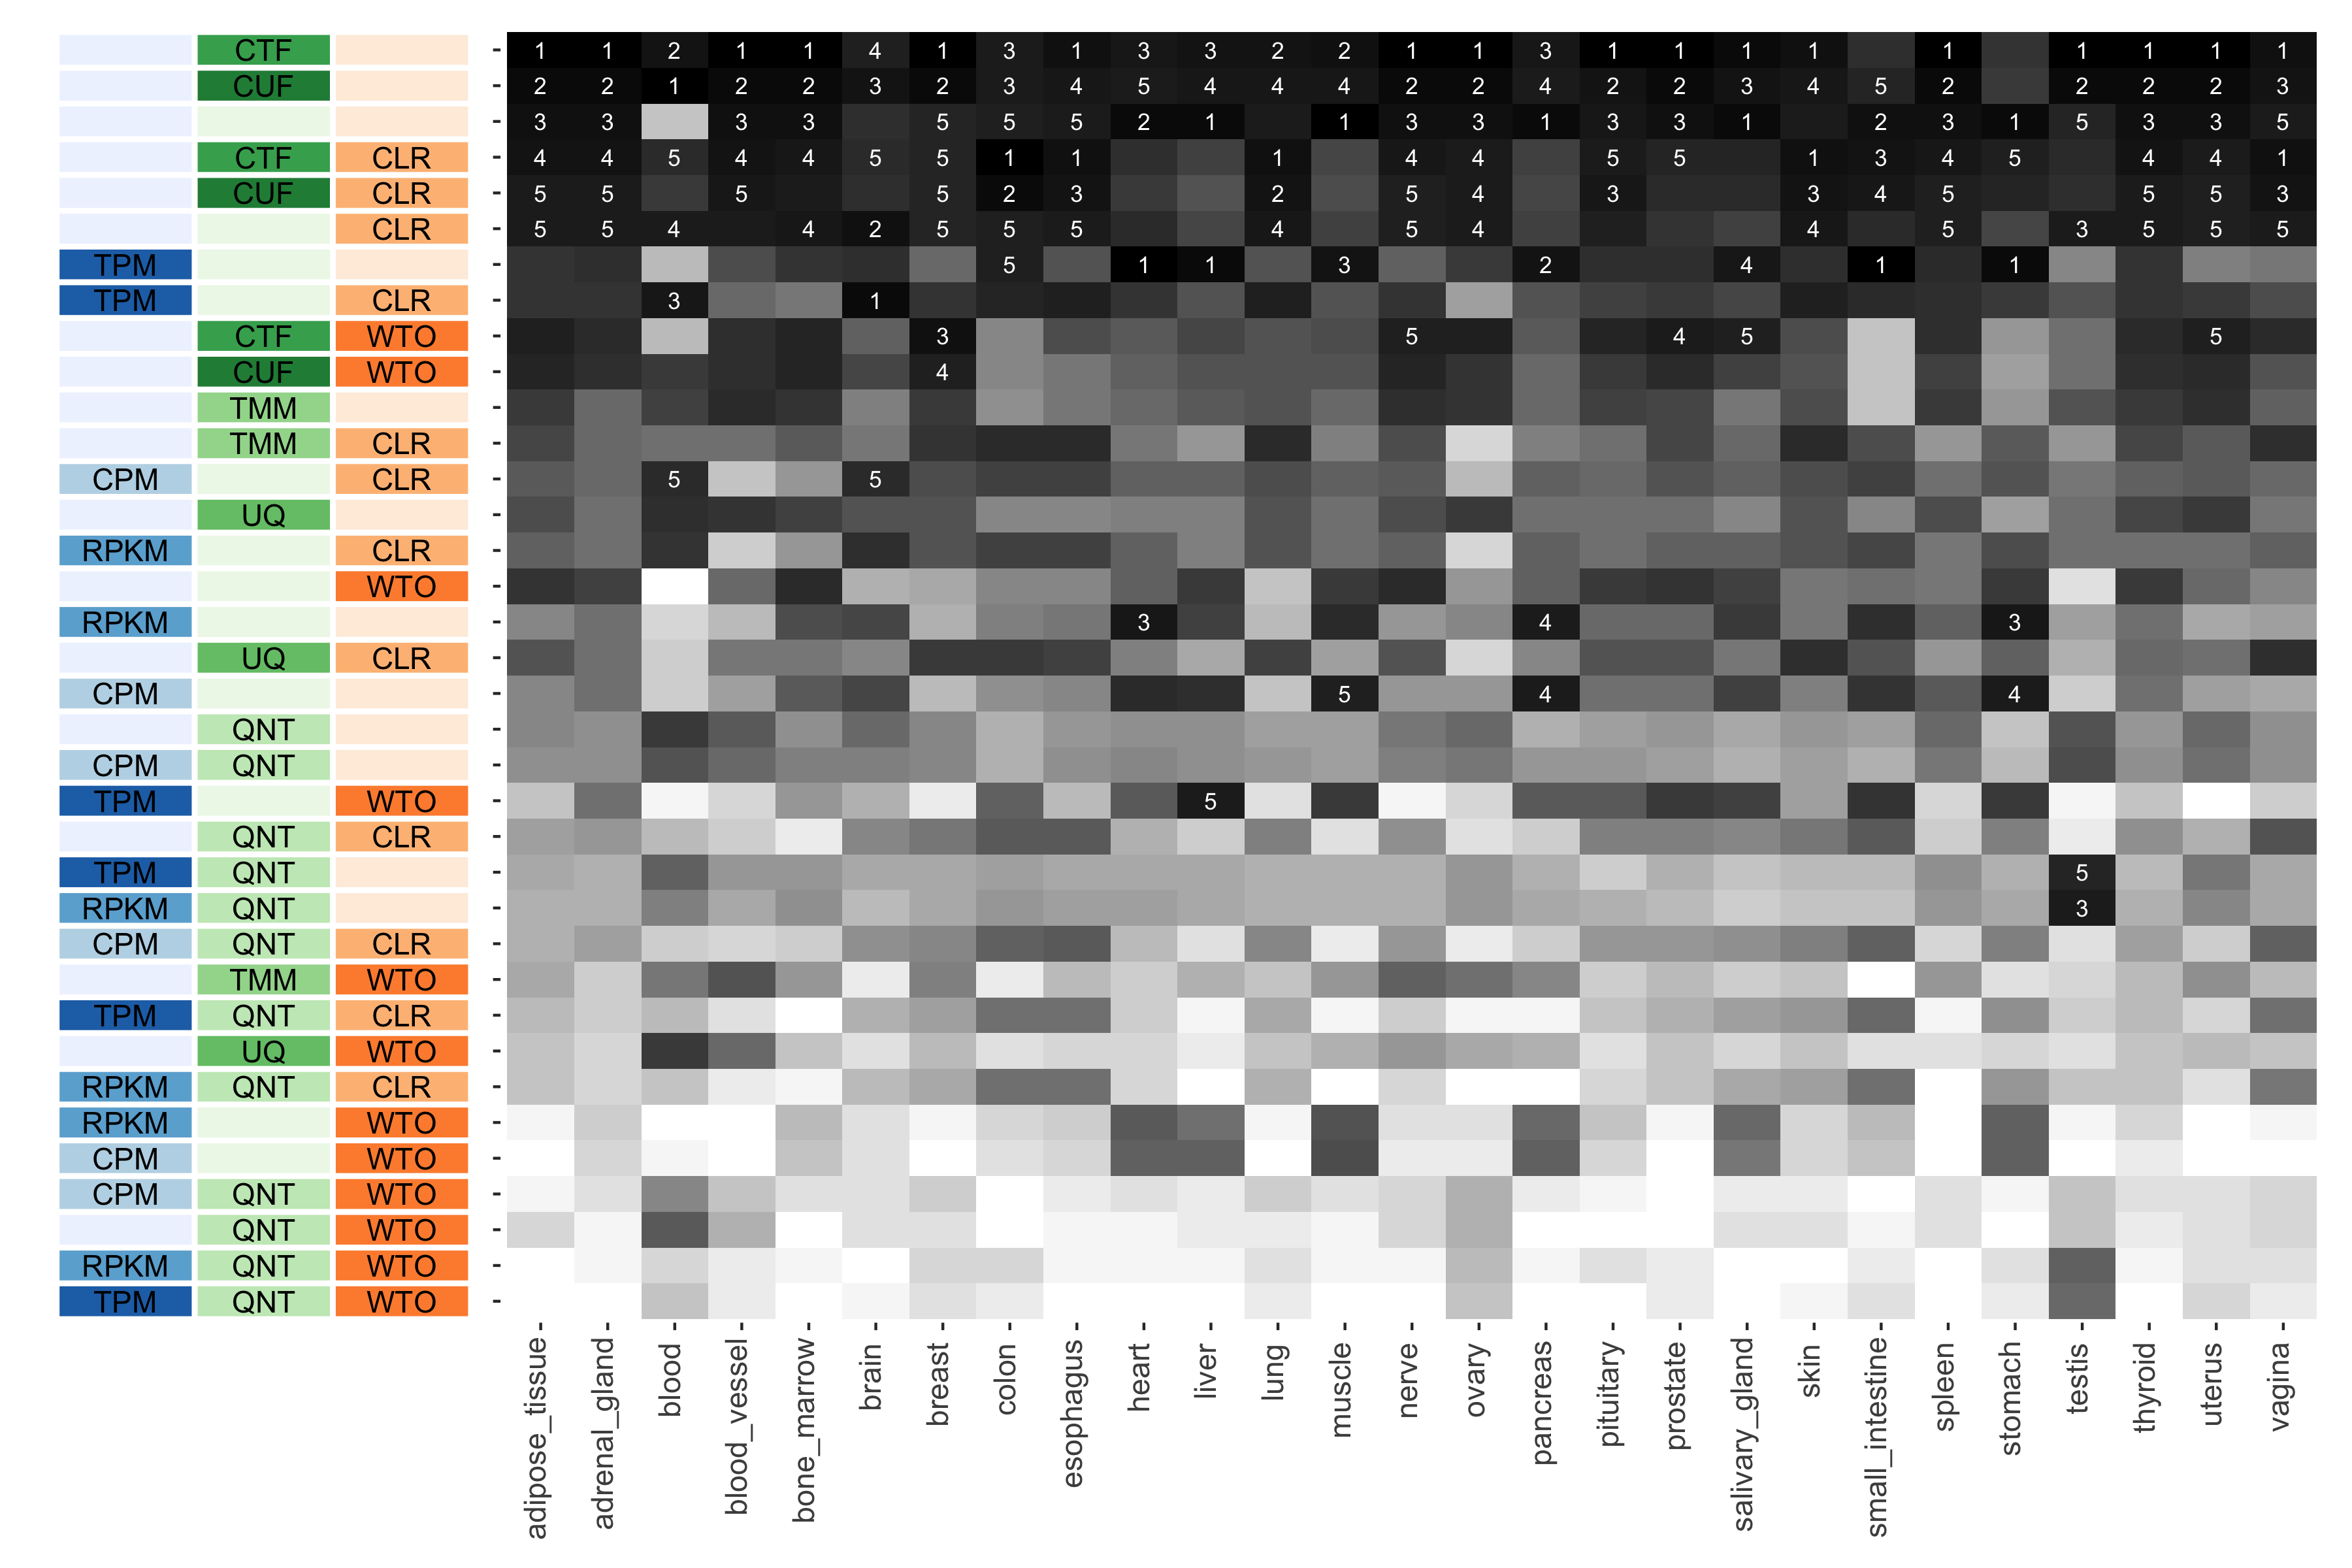 CTF 1 1 2 1 1 4 1 3 1 3 3 2 2 1 1 3 1 1 1 1 1 1 1 1 1
CUF 2 2 1 2 2 3 2 3 4 5 4 4 4 2 2 4 2 2 3 4 5 2 2 2 2 3
3 3 3 3 5 5 5 2 1 1 3 3 1 3 3 1 2 3 1 5 3 3 5
CTF CLR 4 4 5 4 4 5 5 1 1 1 4 4 5 5 1 3 4 5 4 4 1
CUF CLR 5 5 5 5 2 3 2 5 4 3 3 4 5 5 5 3
CLR 5 5 4 4 2 5 5 5 4 5 4 4 5 3 5 5 5
TPM 5 1 1 3 2 4 1 1
TPM CLR 3 1
CTF WTO 3 5 4 5 5
CUF WTO 4
TMM
TMM CLR
CPM CLR 5 5
UQ
RPKM CLR
WTO
RPKM 3 4 3
UQ CLR
CPM 5 4 4
QNT
CPM QNT
TPM WTO 5
QNT CLR
TPM QNT 5
RPKM QNT 3
CPM QNT CLR
TMM WTO
TPM QNT CLR
UQ WTO
RPKM QNT CLR
RPKM WTO
CPM WTO
CPM QNT WTO
QNT WTO
RPKM QNT WTO
TPM QNT WTO
adipose_tissue
adrenal_gland
blood
blood_vessel
bone_marrow
brain
breast
colon
esophagus
heart
liver
lung
muscle
nerve
ovary
pancreas
pituitary
prostate
salivary_gland
skin
small_intestine
spleen
stomach
testis
thyroid
uterus
vagina